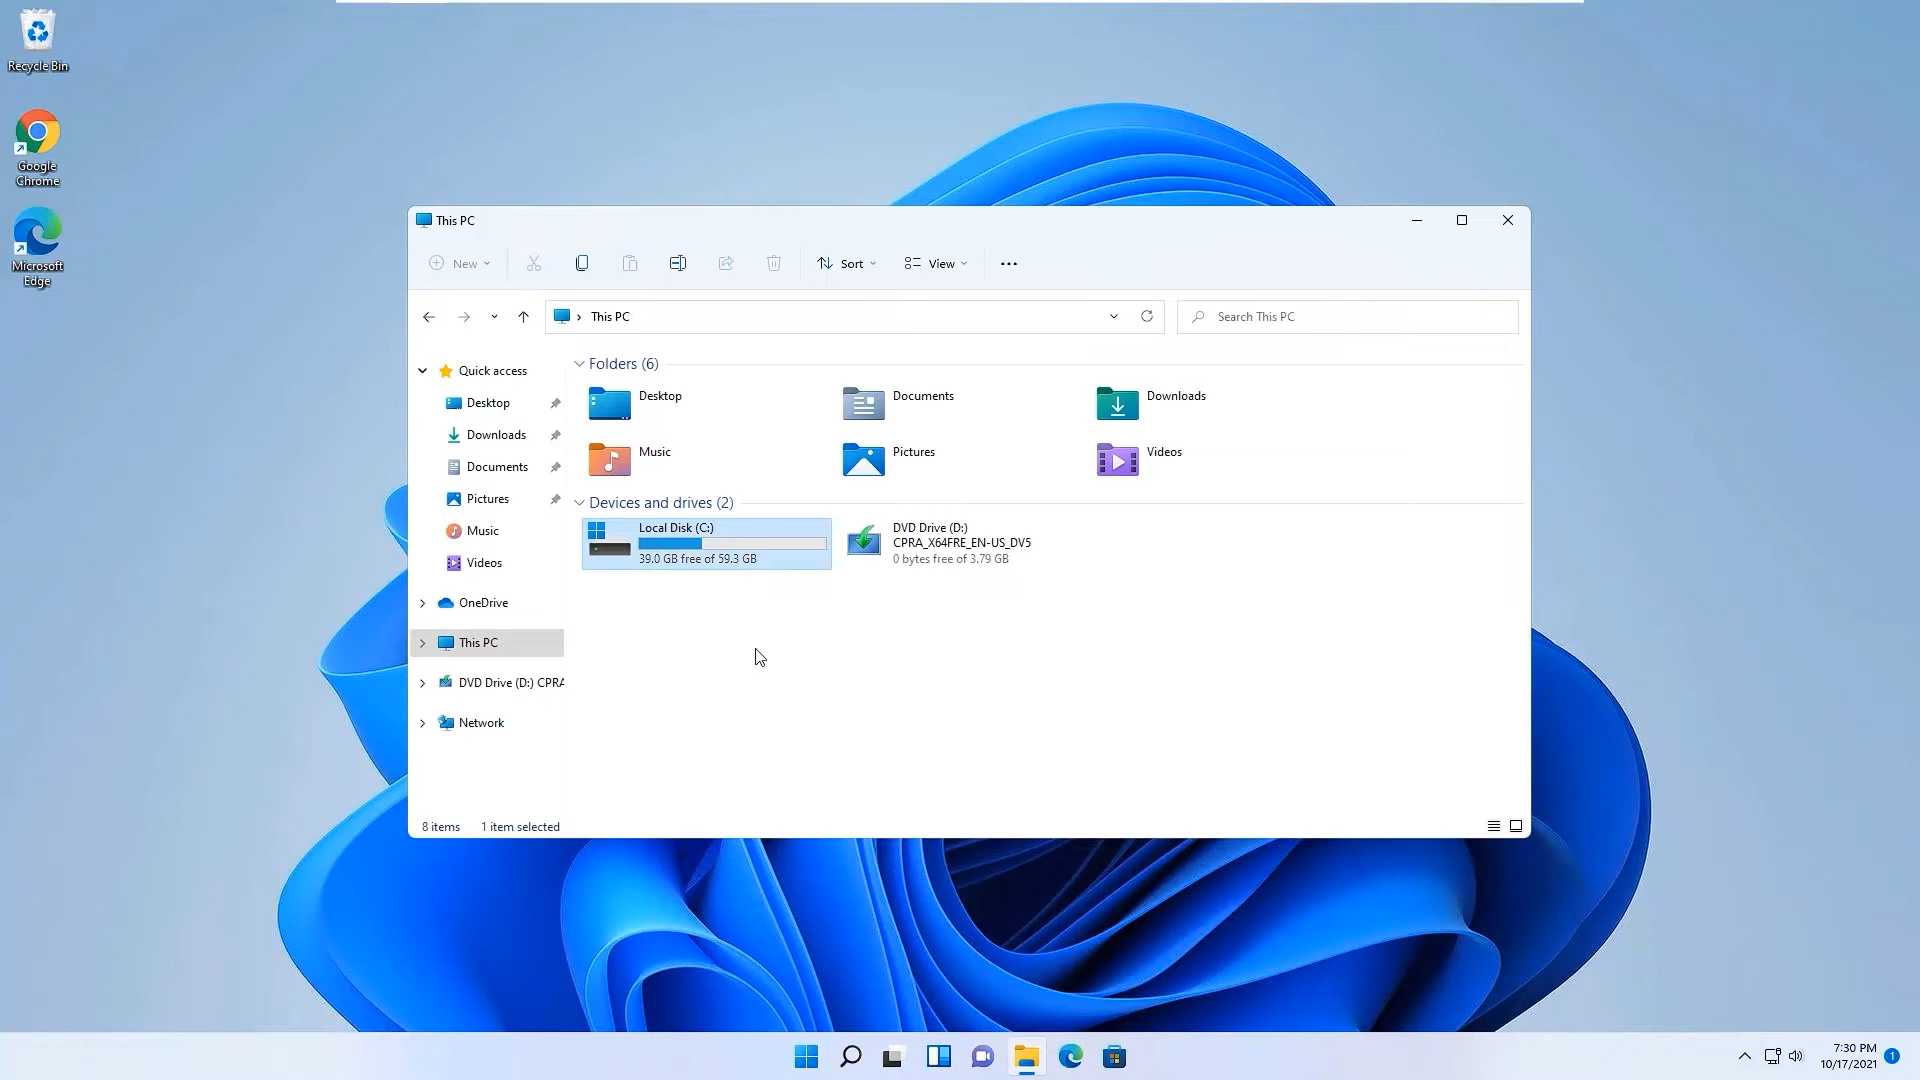 Recycle Bin
Google
Chrome
Microsoft
Edge
This PC
New
Sort
View
This PC
Search This PC
Quick access
Desktop
Downloads
Documents
Pictures
Music
Videos
OneDrive
This PC
DVD Drive (D:) CPRA
Network
Folders (6)
Desktop
Documents
Downloads
Music
Pictures
Videos
Devices and drives (2)
Local Disk (C:)
39.0 GB free of 59.3 GB
DVD Drive (D:)
CPRA_X64FRE_EN-US_DV5
0 bytes free of 3.79 GB
8 items
1 item selected
7:30 PM
10/17/2021
1